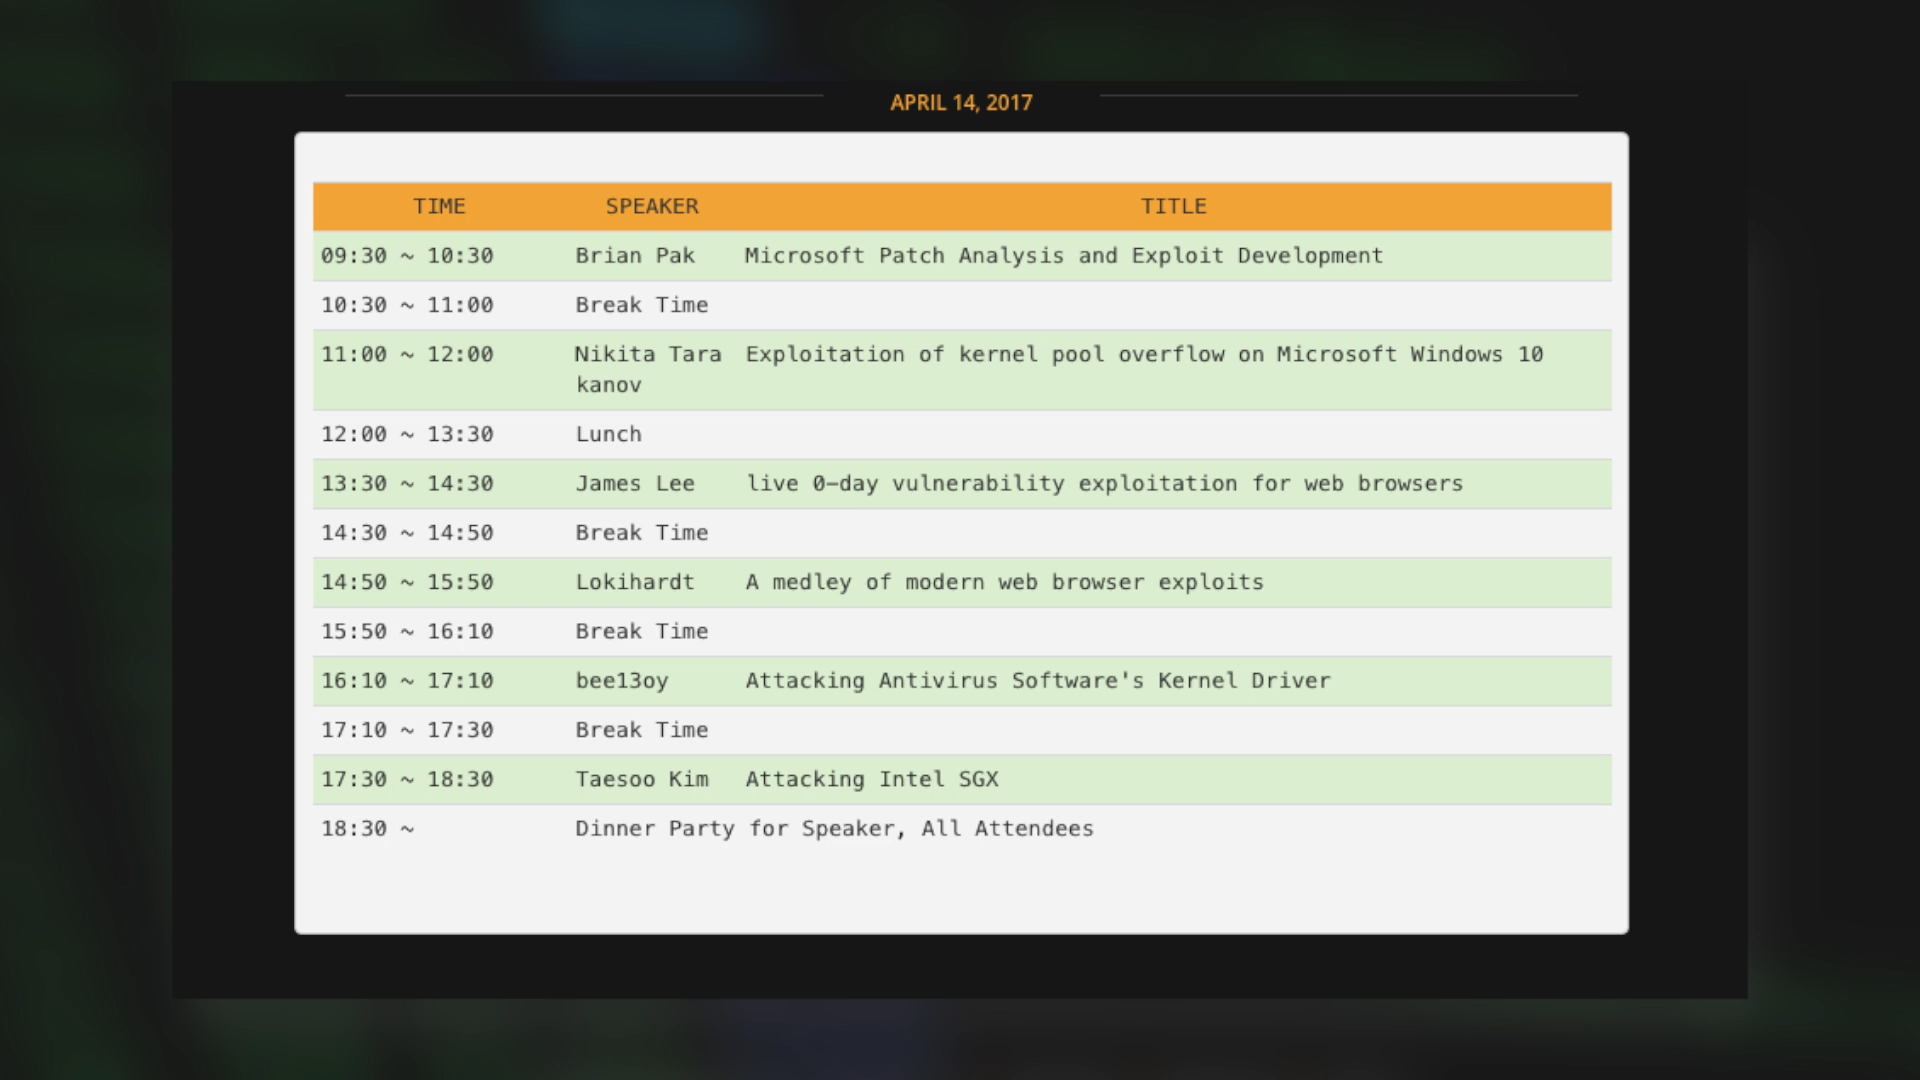 APRIL 14, 2017
TIME SPEAKER TITLE
09:30 ~ 10:30 Brian Pak Microsoft Patch Analysis and Exploit Development
10:30 ~ 11:00 Break Time
11:00 ~ 12:00 Nikita Tara Exploitation of kernel pool overflow on Microsoft Windows 10
kanov
12:00 ~ 13:30 Lunch
13:30 ~ 14:30 James Lee live 0-day vulnerability exploitation for web browsers
14:30 ~ 14:50 Break Time
14:50 ~ 15:50 Lokihardt A medley of modern web browser exploits
15:50 ~ 16:10 Break Time
16:10 ~ 17:10 bee13oy Attacking Antivirus Software's Kernel Driver
17:10 ~ 17:30 Break Time
17:30 ~ 18:30 Taesoo Kim Attacking Intel SGX
18:30 ~ Dinner Party for Speaker, All Attendees